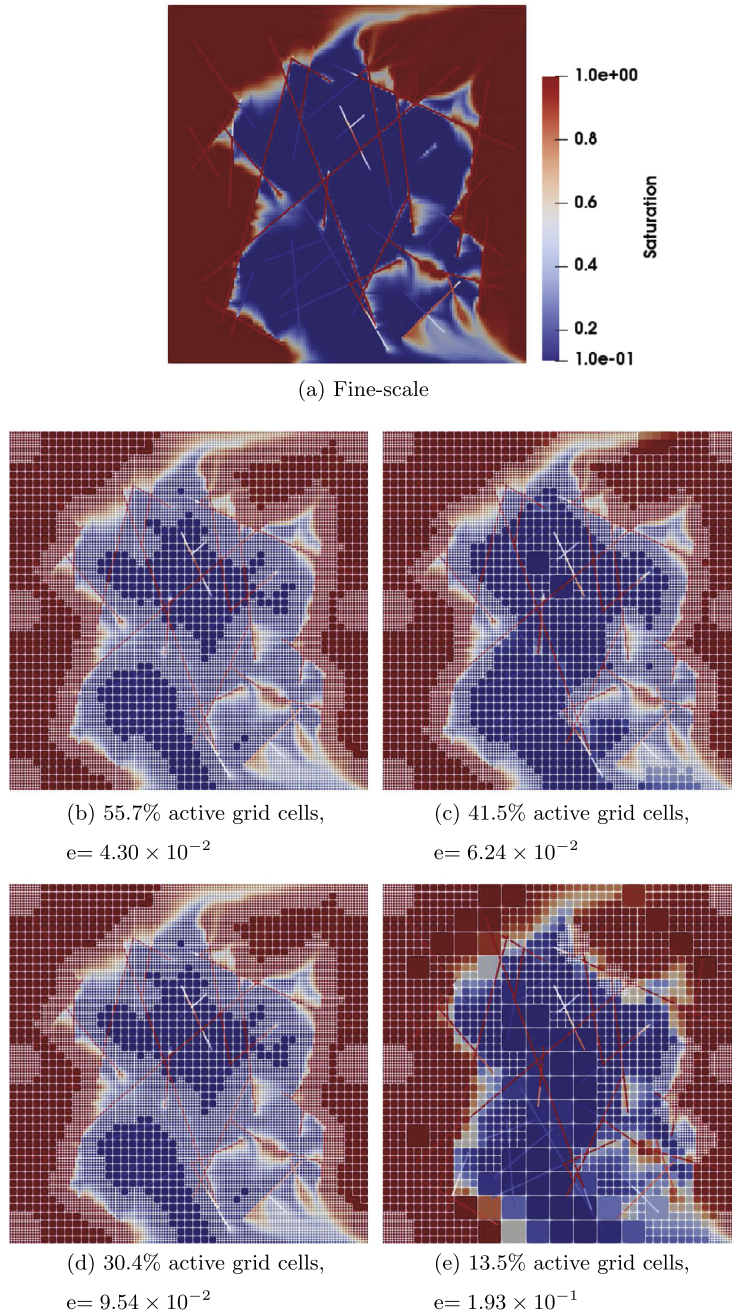 1.0e+00
0.8
0.6
0.4
0.2
1.0e-01
Saturation
(a) Fine-scale
(b) 55.7% active grid cells,
e= 4.30 × 10⁻²
(c) 41.5% active grid cells,
e= 6.24 × 10⁻²
(d) 30.4% active grid cells,
e= 9.54 × 10⁻²
(e) 13.5% active grid cells,
e= 1.93 × 10⁻¹